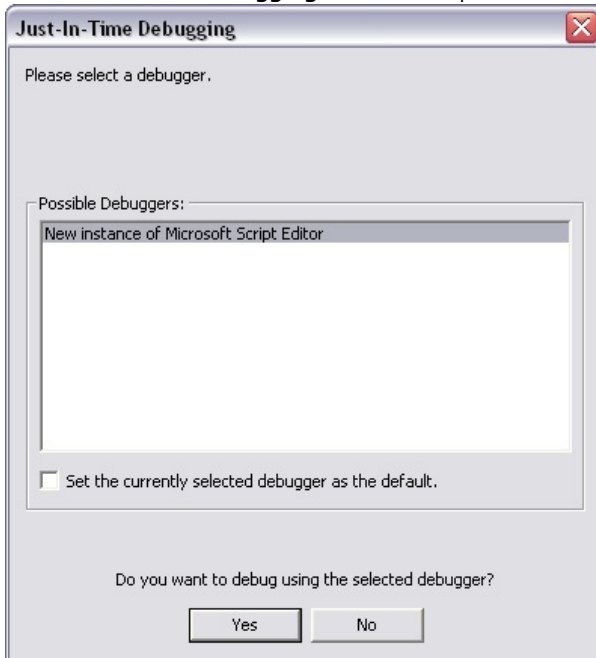 Just-In-Time Debugging
Please select a debugger.
Possible Debuggers:
New instance of Microsoft Script Editor
Set the currently selected debugger as the default.
Do you want to debug using the selected debugger?
Yes No